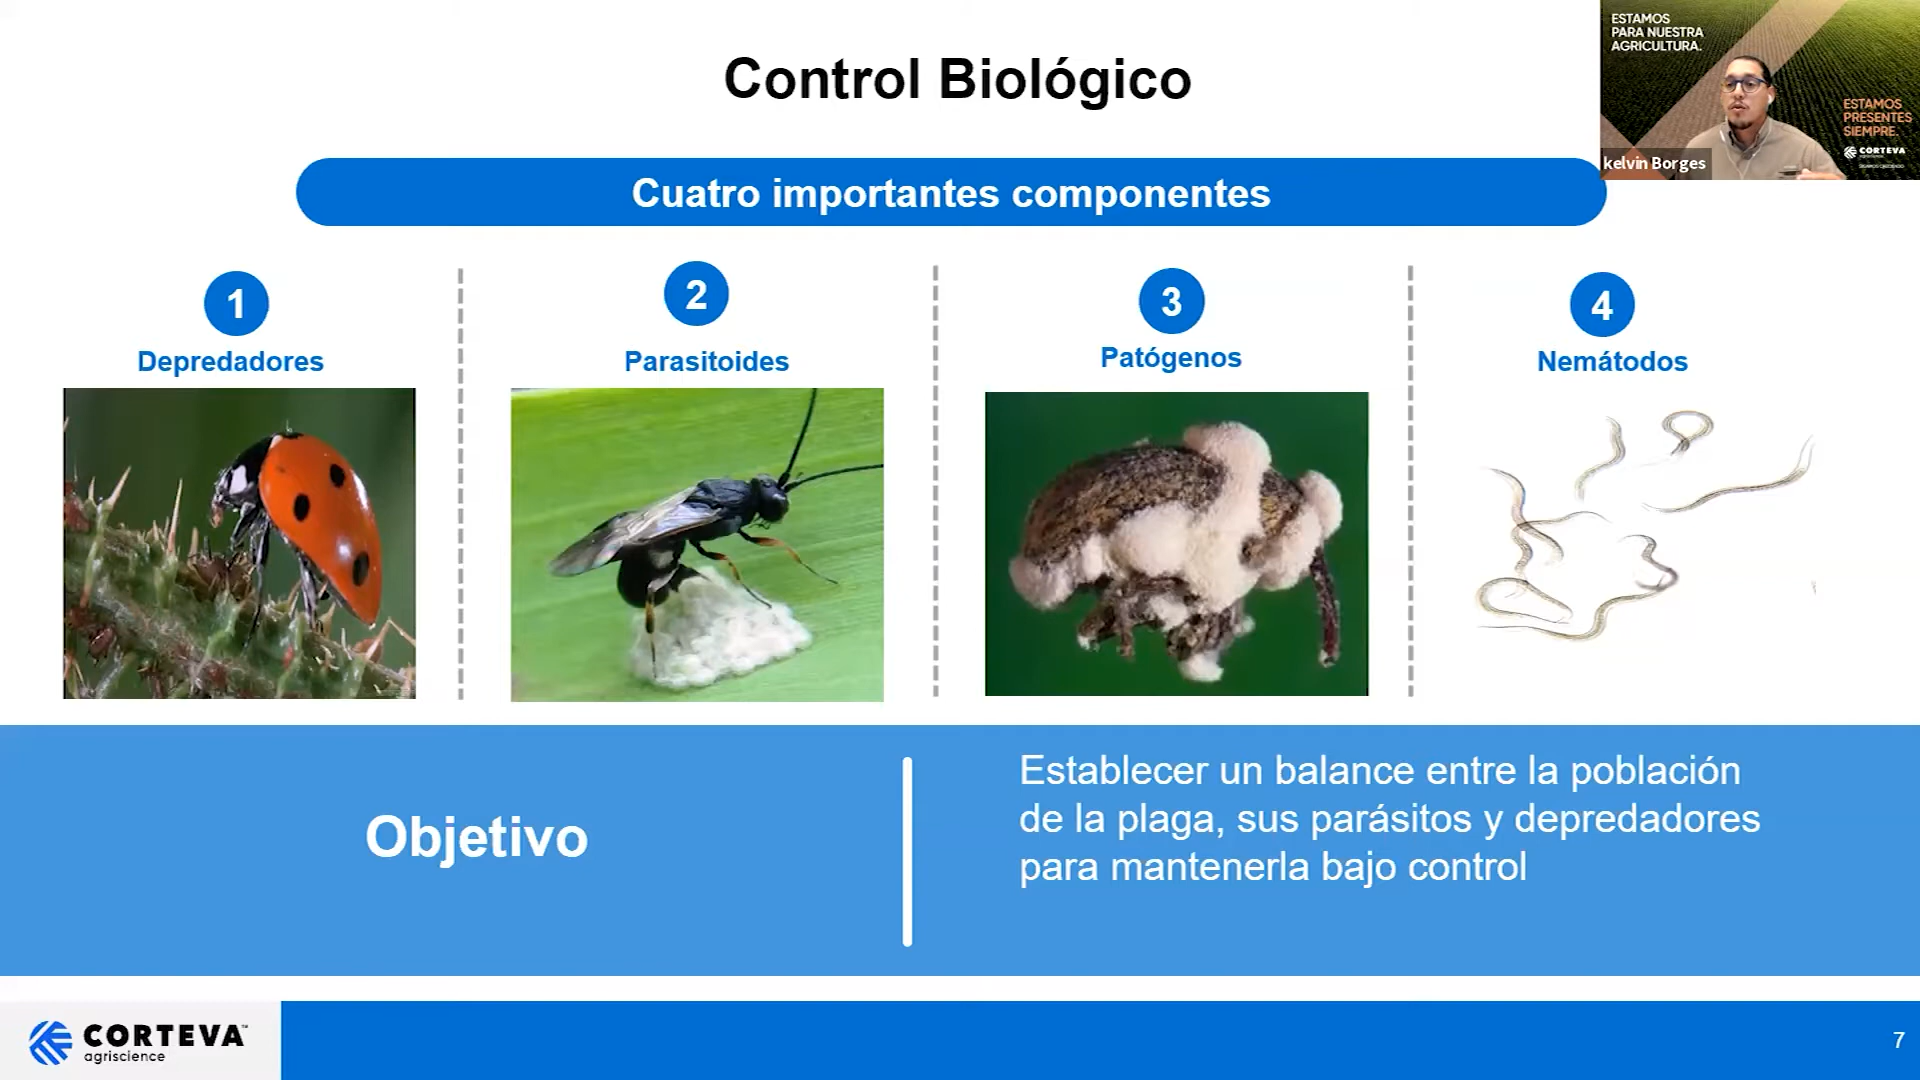 Control Biológico
ESTAMOS
PARA NUESTRA
AGRICULTURA.
ESTAMOS
PRESENTES
SIEMPRE.
CORTEVA
kelvin Borges
Cuatro importantes componentes
1
Depredadores
2
Parasitoides
3
Patógenos
4
Nemátodos
Objetivo
Establecer un balance entre la población
de la plaga, sus parásitos y depredadores
para mantenerla bajo control
CORTEVA™
agriscience
7